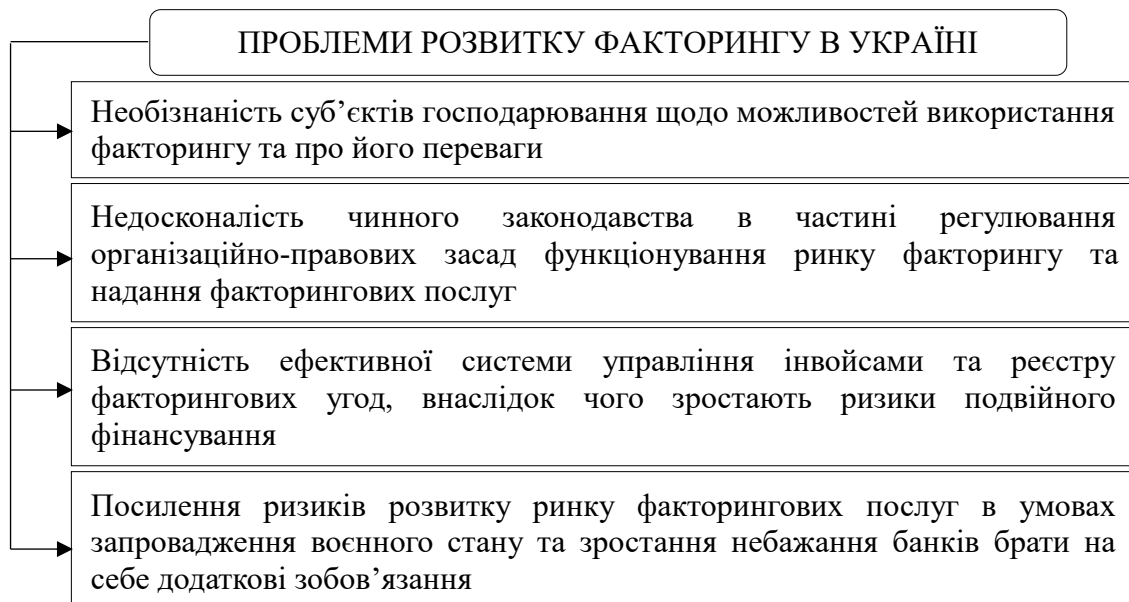 ПРОБЛЕМИ РОЗВИТКУ ФАКТОРИНГУ В УКРАЇНІ
Необізнаність суб’єктів господарювання щодо можливостей використання
факторингу та про його переваги
Недосконалість чинного законодавства в частині регулювання
організаційно-правових засад функціонування ринку факторингу та
надання факторингових послуг
Відсутність ефективної системи управління інвойсами та реєстру
факторингових угод, внаслідок чого зростають ризики подвійного
фінансування
Посилення ризиків розвитку ринку факторингових послуг в умовах
запровадження воєнного стану та зростання небажання банків брати на
себе додаткові зобов’язання